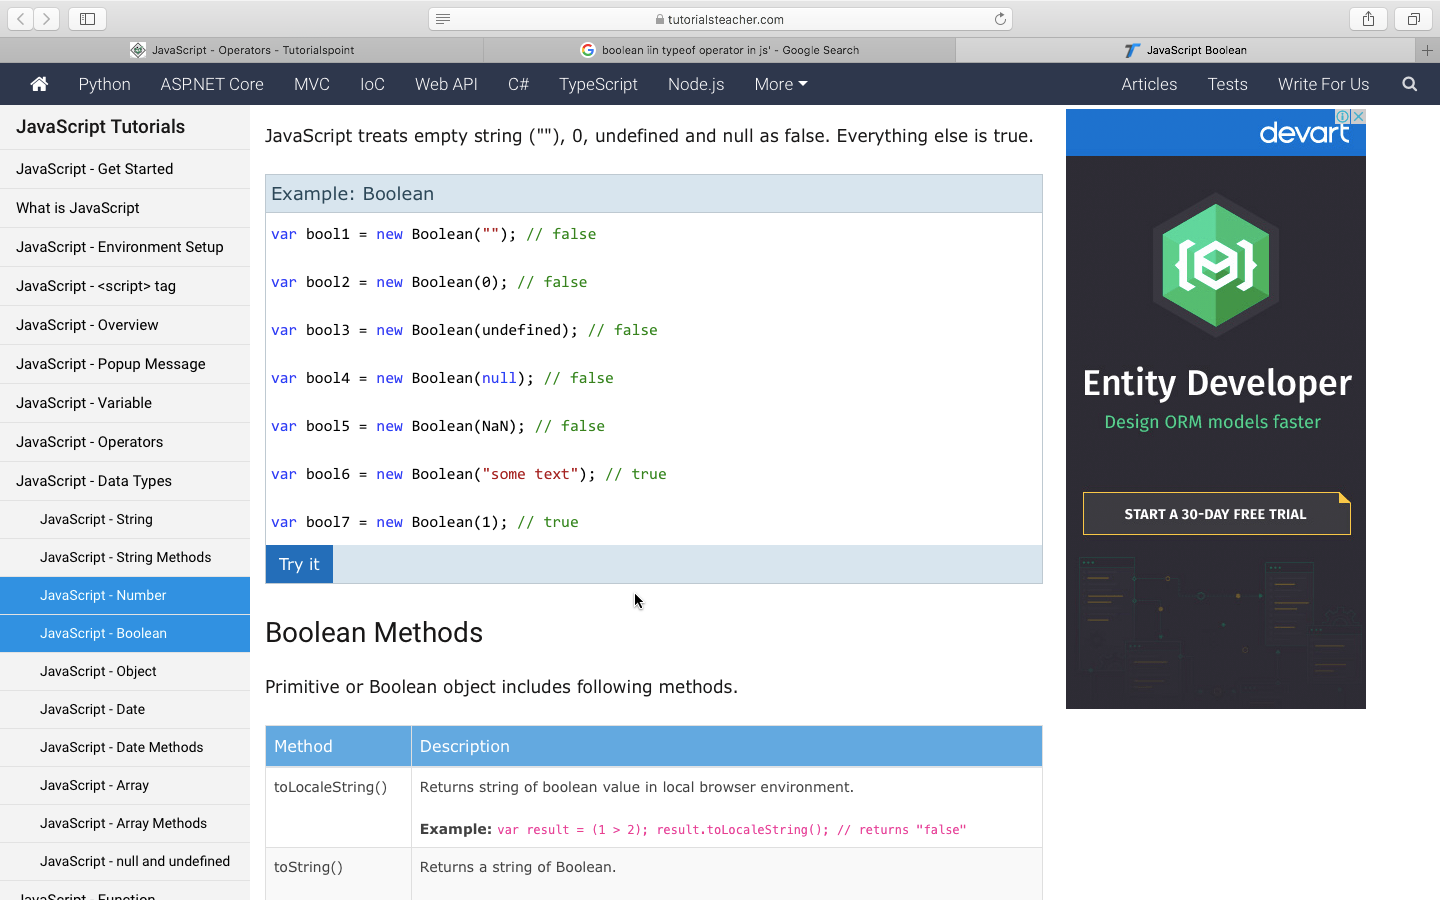 tutorialsteacher.com
JavaScript - Operators - Tutorialspoint
boolean iin typeof operator in js' - Google Search
JavaScript Boolean
Python
ASP.NET Core
MVC
IoC
Web API
C#
TypeScript
Node.js
More
Articles
Tests
Write For Us
JavaScript Tutorials
JavaScript - Get Started
What is JavaScript
JavaScript - Environment Setup
JavaScript - <script> tag
JavaScript - Overview
JavaScript - Popup Message
JavaScript - Variable
JavaScript - Operators
JavaScript - Data Types
JavaScript - String
JavaScript - String Methods
JavaScript - Number
JavaScript - Boolean
JavaScript - Object
JavaScript - Date
JavaScript - Date Methods
JavaScript - Array
JavaScript - Array Methods
JavaScript - null and undefined
JavaScript - Function
JavaScript treats empty string (""), 0, undefined and null as false. Everything else is true.
Example: Boolean
var bool1 = new Boolean(""); // false
var bool2 = new Boolean(0); // false
var bool3 = new Boolean(undefined); // false
var bool4 = new Boolean(null); // false
var bool5 = new Boolean(NaN); // false
var bool6 = new Boolean("some text"); // true
var bool7 = new Boolean(1); // true
Try it
Boolean Methods
Primitive or Boolean object includes following methods.
Method
Description
toLocaleString()
Returns string of boolean value in local browser environment.
Example: var result = (1 > 2); result.toLocaleString(); // returns "false"
toString()
Returns a string of Boolean.
devart
Entity Developer
Design ORM models faster
START A 30-DAY FREE TRIAL